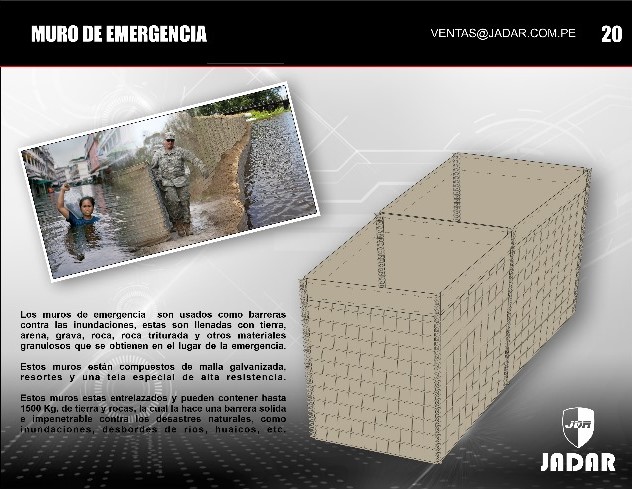 MURO DE EMERGENCIA
VENTAS@JADAR.COM.PE
20
Los muros de emergencia son usados como barreras
contra las inundaciones, estas son llenadas con tierra,
arena, grava, roca, roca triturada y otros materiales
granulosos que se obtienen en el lugar de la emergencia.
Estos muros están compuestos de malla galvanizada,
resortes y una tela especial de alta resistencia.
Estos muros estas entrelazados y pueden contener hasta
1500 Kg. de tierra y rocas, la cual la hace una barrera solida
e impenetrable contra los desastres naturales, como
inundaciones, desbordes de rios, huaicos, etc.
JDR
JADAR